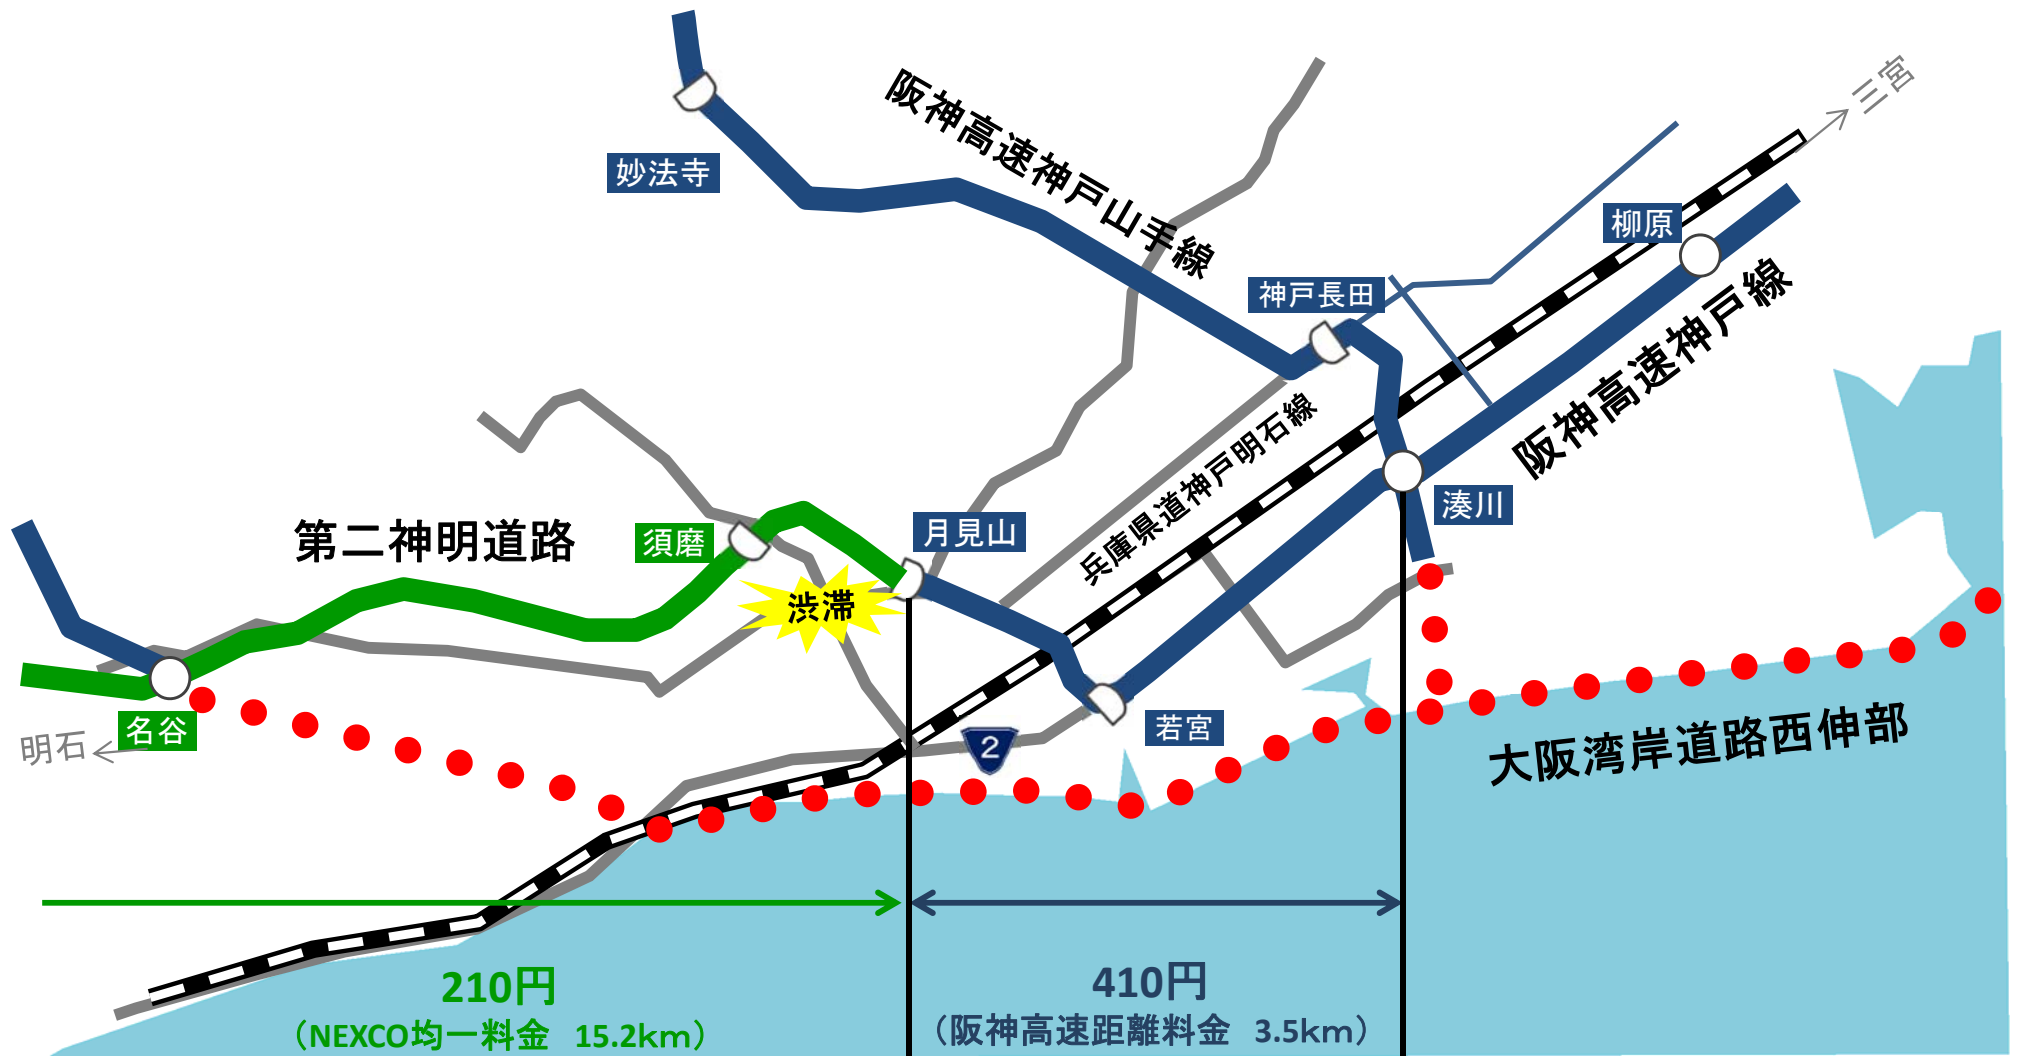 三宮
阪神高速神戸山手線
妙法寺
柳原
神戸長田
阪神高速神戸線
兵庫県道神戸明石線
湊川
第二神明道路
須磨
月見山
渋滞
名谷
明石
若宮
2
大阪湾岸道路西伸部
210円
（NEXCO均一料金　15.2km）
410円
（阪神高速距離料金　3.5km）